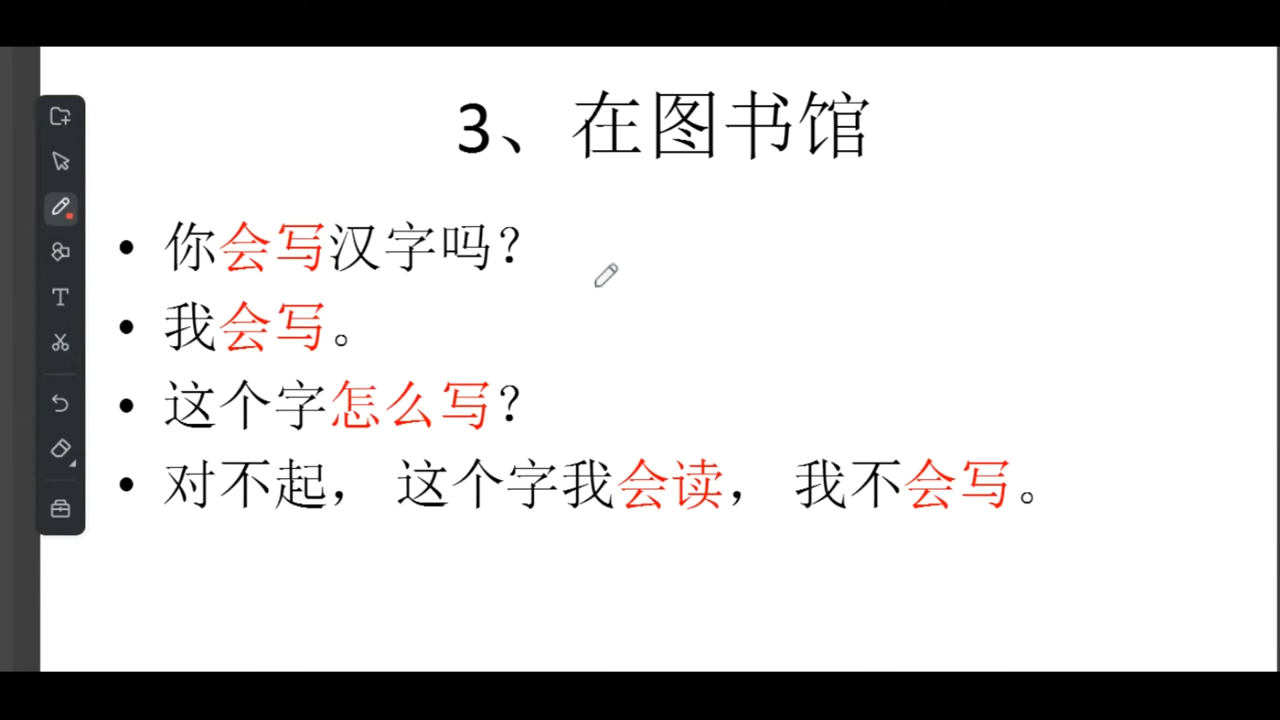 3、在图书馆
• 你会写汉字吗？
• 我会写。
• 这个字怎么写？
• 对不起， 这个字我会读， 我不会写。